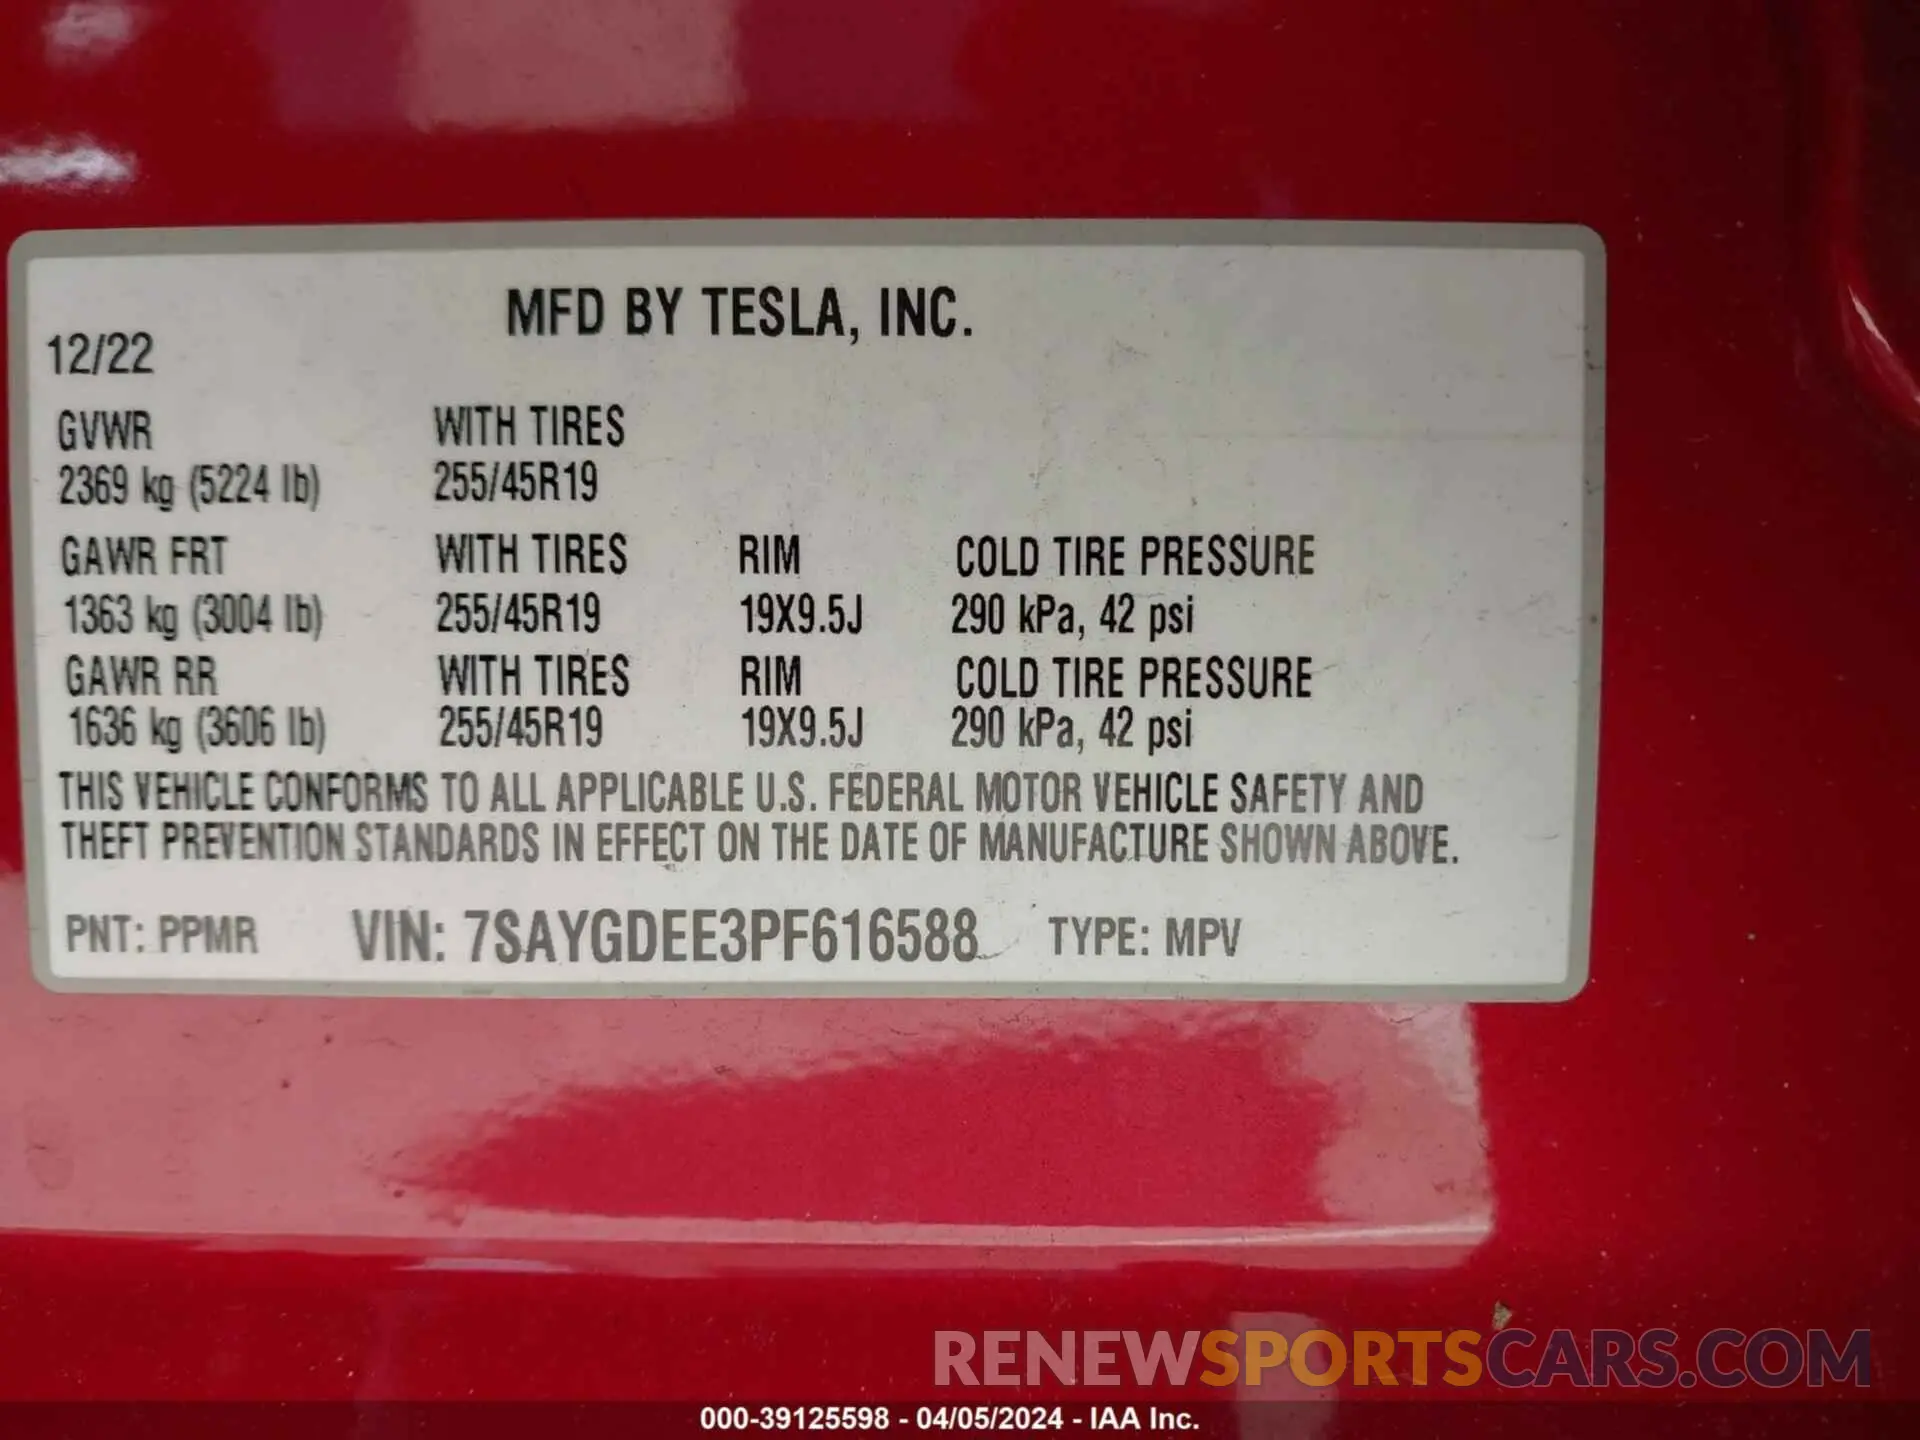 MFD BY TESLA, INC.
12/22
GVWR WITH TIRES
2369 kg (5224 lb) 255/45R19
GAWR FRT WITH TIRES RIM COLD TIRE PRESSURE
1363 kg (3004 lb) 255/45R19 19X9.5J 290 kPa, 42 psi
GAWR RR WITH TIRES RIM COLD TIRE PRESSURE
1636 kg (3606 lb) 255/45R19 19X9.5J 290 kPa, 42 psi
THIS VEHICLE CONFORMS TO ALL APPLICABLE U.S. FEDERAL MOTOR VEHICLE SAFETY AND
THEFT PREVENTION STANDARDS IN EFFECT ON THE DATE OF MANUFACTURE SHOWN ABOVE.
PNT: PPMR VIN: 7SAYGDEE3PF616588 TYPE: MPV
RENEWSPORTSCARS.COM
000-39125598 - 04/05/2024 - IAA Inc.